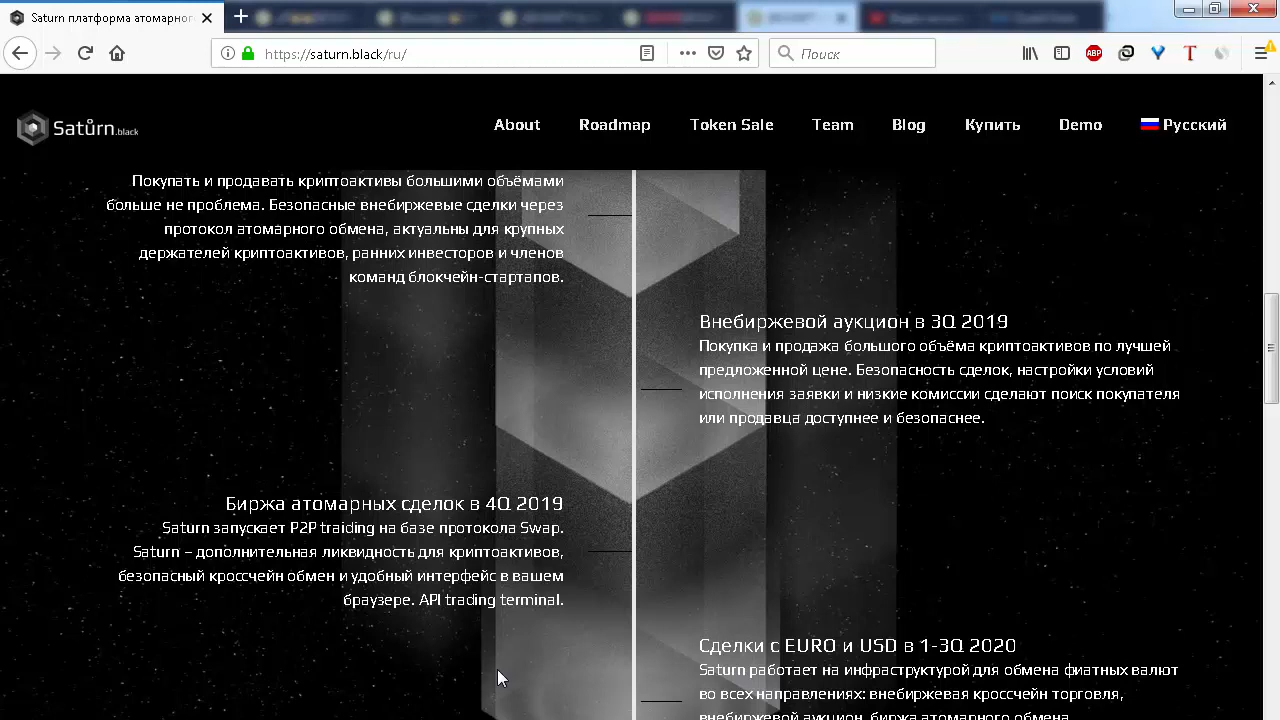 Saturn платформа атомарного
https://saturn.black/ru/
Поиск
ABP
T
Satůrn.black
About
Roadmap
Token Sale
Team
Blog
Купить
Demo
Русский
Покупать и продавать криптоактивы большими объёмами
больше не проблема. Безопасные внебиржевые сделки через
протокол атомарного обмена, актуальны для крупных
держателей криптоактивов, ранних инвесторов и членов
команд блокчейн-стартапов.
Внебиржевой аукцион в 3Q 2019
Покупка и продажа большого объёма криптоактивов по лучшей
предложенной цене. Безопасность сделок, настройки условий
исполнения заявки и низкие комиссии сделают поиск покупателя
или продавца доступнее и безопаснее.
Биржа атомарных сделок в 4Q 2019
Saturn запускает P2P traiding на базе протокола Swap.
Saturn – дополнительная ликвидность для криптоактивов,
безопасный кроссчейн обмен и удобный интерфейс в вашем
браузере. API trading terminal.
Сделки с EURO и USD в 1-3Q 2020
Saturn работает на инфраструктурой для обмена фиатных валют
во всех направлениях: внебиржевая кроссчейн торговля,
внебиржевой аукцион, биржа атомарного обмена.